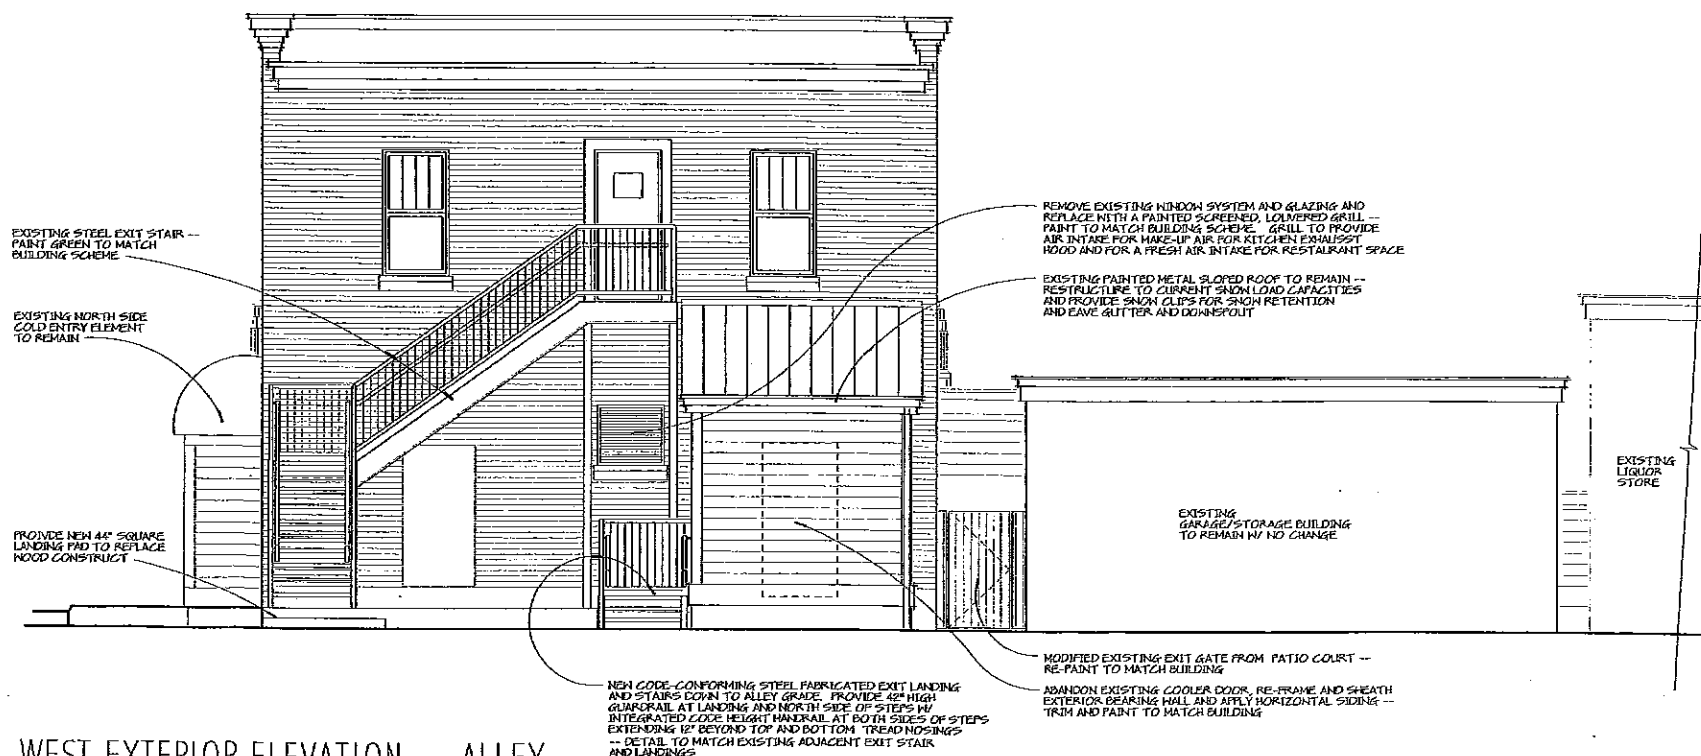 EXISTING STEEL EXIT STAIR --
PAINT GREEN TO MATCH
BUILDING SCHEME
EXISTING NORTH SIDE
COLD ENTRY ELEMENT
TO REMAIN
PROVIDE NEW 44" SQUARE
LANDING PAD TO REPLACE
WOOD CONSTRUCT
REMOVE EXISTING WINDOW SYSTEM AND GLAZING AND
REPLACE WITH A PAINTED SCREENED, LOUVERED GRILL --
PAINT TO MATCH BUILDING SCHEME. GRILL TO PROVIDE
AIR INTAKE FOR MAKE-UP AIR FOR KITCHEN EXHAUSST
HOOD AND FOR A FRESH AIR INTAKE FOR RESTAURANT SPACE
EXISTING PAINTED METAL SLOPED ROOF TO REMAIN --
RESTRUCTURE TO CURRENT SNOW LOAD CAPACITIES
AND PROVIDE SNOW CLIPS FOR SNOW RETENTION
AND EAVE GUTTER AND DOWNSPOUT
EXISTING
LIQUOR
STORE
EXISTING
GARAGE/STORAGE BUILDING
TO REMAIN W/ NO CHANGE
MODIFIED EXISTING EXIT GATE FROM PATIO COURT --
RE-PAINT TO MATCH BUILDING
ABANDON EXISTING COOLER DOOR, RE-FRAME AND SHEATH
EXTERIOR BEARING WALL AND APPLY HORIZONTAL SIDING --
TRIM AND PAINT TO MATCH BUILDING
NEW CODE-CONFORMING STEEL FABRICATED EXIT LANDING
AND STAIRS DOWN TO ALLEY GRADE. PROVIDE 42" HIGH
GUARDRAIL AT LANDING AND NORTH SIDE OF STEPS W/
INTEGRATED CODE HEIGHT HANDRAIL AT BOTH SIDES OF STEPS
EXTENDING 12" BEYOND TOP AND BOTTOM TREAD NOSINGS
-- DETAIL TO MATCH EXISTING ADJACENT EXIT STAIR
AND LANDINGS
WEST EXTERIOR ELEVATION -- ALLEY